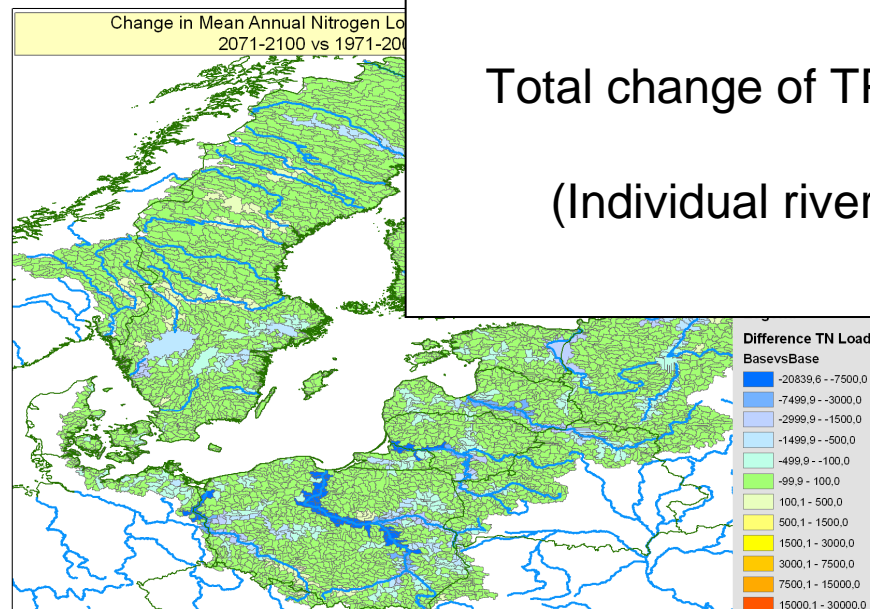 Change in Mean Annual Nitrogen Lo
2071-2100 vs 1971-200
Total change of TP
(Individual river
Difference TN Load
BasevsBase
-20839,6 - -7500,0
-7499,9 - -3000,0
-2999,9 - -1500,0
-1499,9 - -500,0
-499,9 - -100,0
-99,9 - 100,0
100,1 - 500,0
500,1 - 1500,0
1500,1 - 3000,0
3000,1 - 7500,0
7500,1 - 15000,0
15000,1 - 30000,0